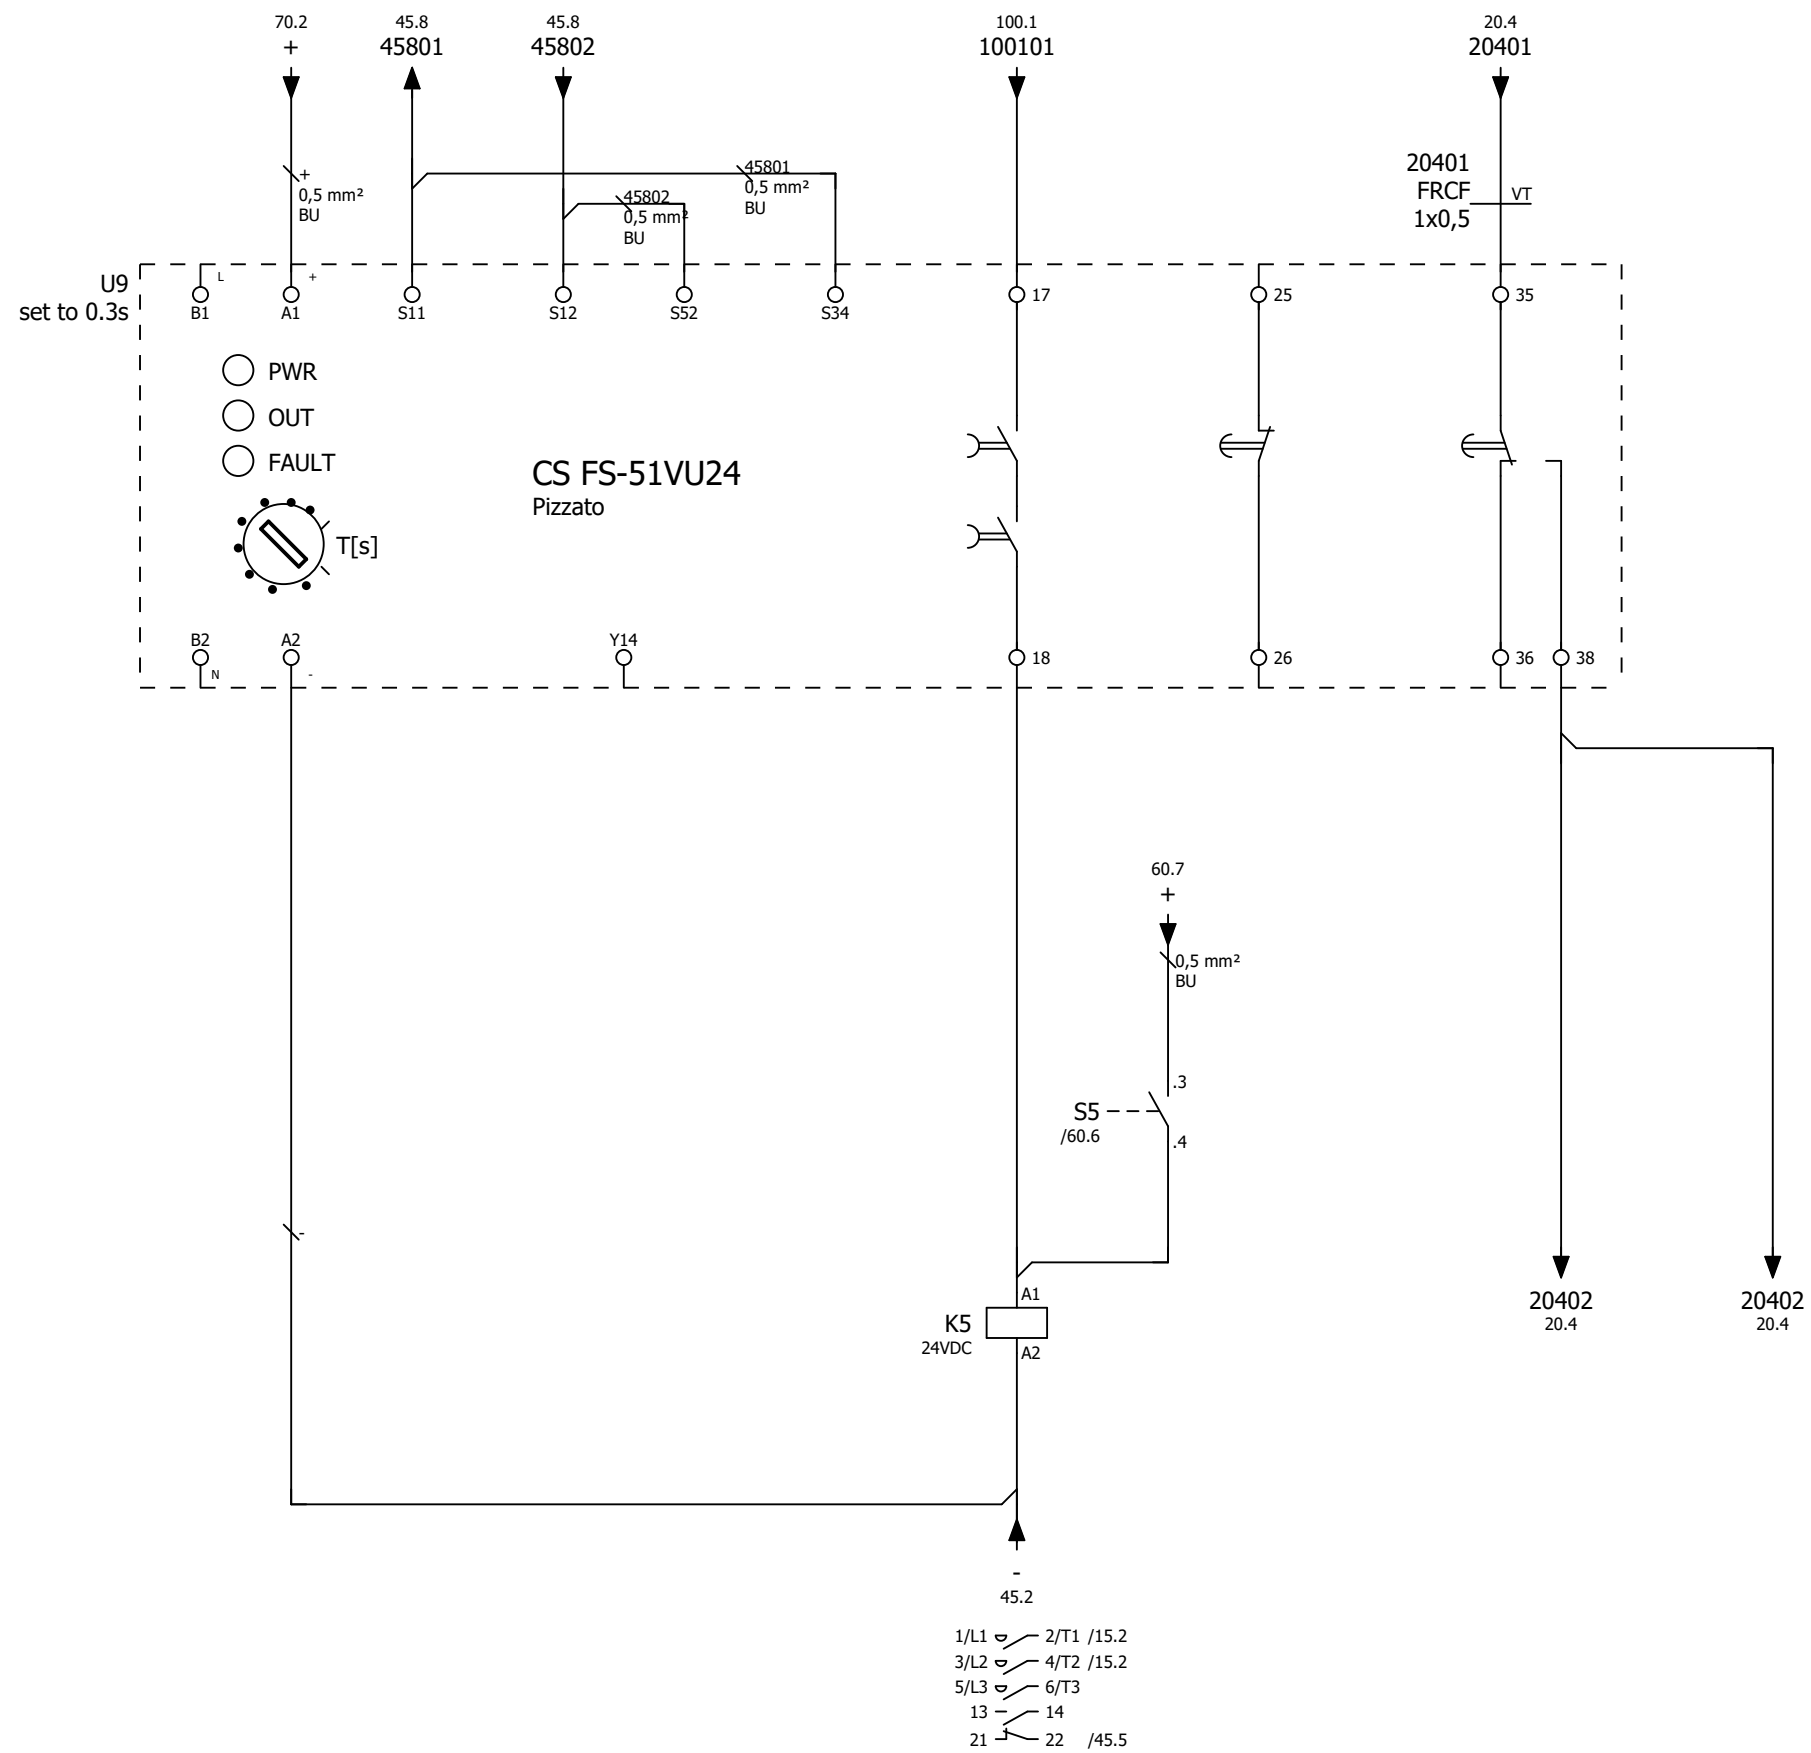 70.2
+
45.8
45801
45.8
45802
100.1
100101
20.4
20401
+
0,5 mm²
BU
45802
0,5 mm²
BU
45801
0,5 mm²
BU
20401
FRCF
1x0,5
VT
U9
set to 0.3s
L
+
B1
A1
S11
S12
S52
S34
17
25
35
PWR
OUT
FAULT
T[s]
CS FS-51VU24
Pizzato
B2
A2
Y14
N
-
18
26
36
38
60.7
+
0,5 mm²
BU
.3
S5
/60.6
.4
-
A1
K5
24VDC
A2
20402
20.4
20402
20.4
-
45.2
1/L1 2/T1 /15.2
3/L2 4/T2 /15.2
5/L3 6/T3
13 14
21 22 /45.5